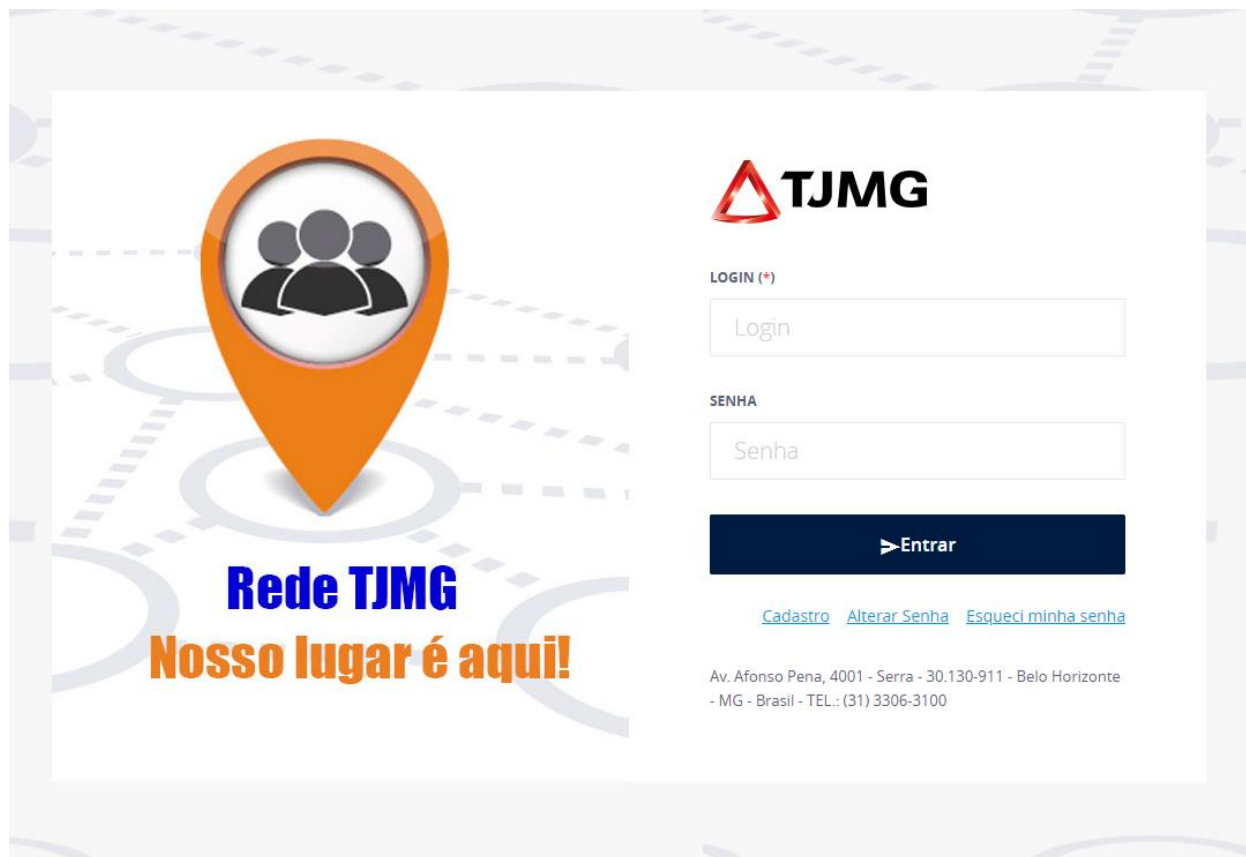 Rede TJMG
Nosso lugar é aqui!
TJMG
LOGIN (*)
Login
SENHA
Senha
Entrar
Cadastro Alterar Senha Esqueci minha senha
Av. Afonso Pena, 4001 - Serra - 30.130-911 - Belo Horizonte
- MG - Brasil - TEL.: (31) 3306-3100